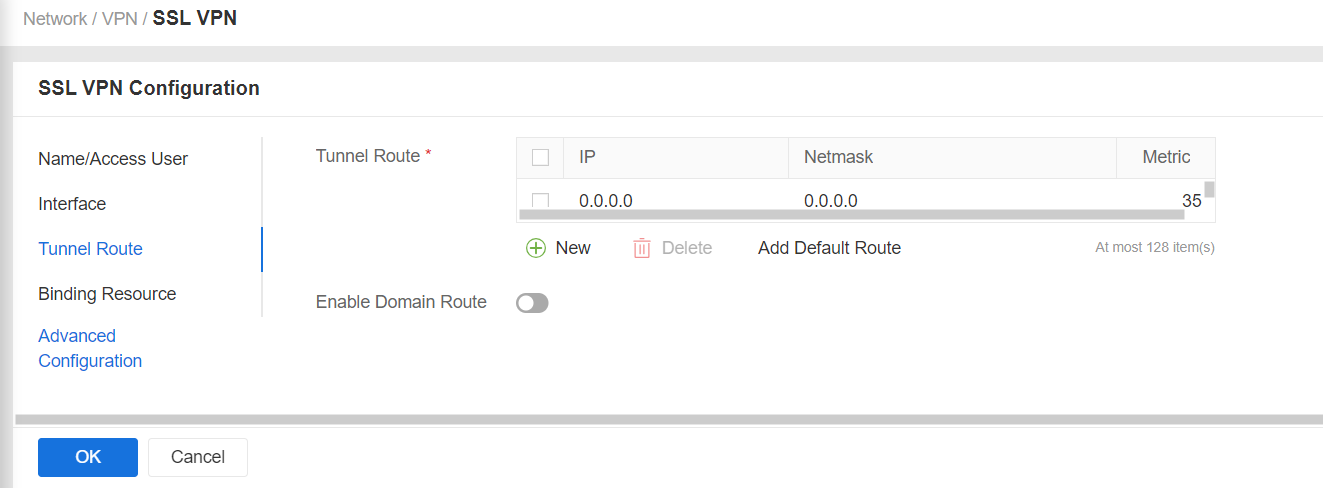 Network / VPN / SSL VPN
SSL VPN Configuration
Name/Access User
Interface
Tunnel Route
Binding Resource
Advanced
Configuration
Tunnel Route *
IP Netmask Metric
0.0.0.0 0.0.0.0 35
New Delete Add Default Route At most 128 item(s)
Enable Domain Route
OK Cancel